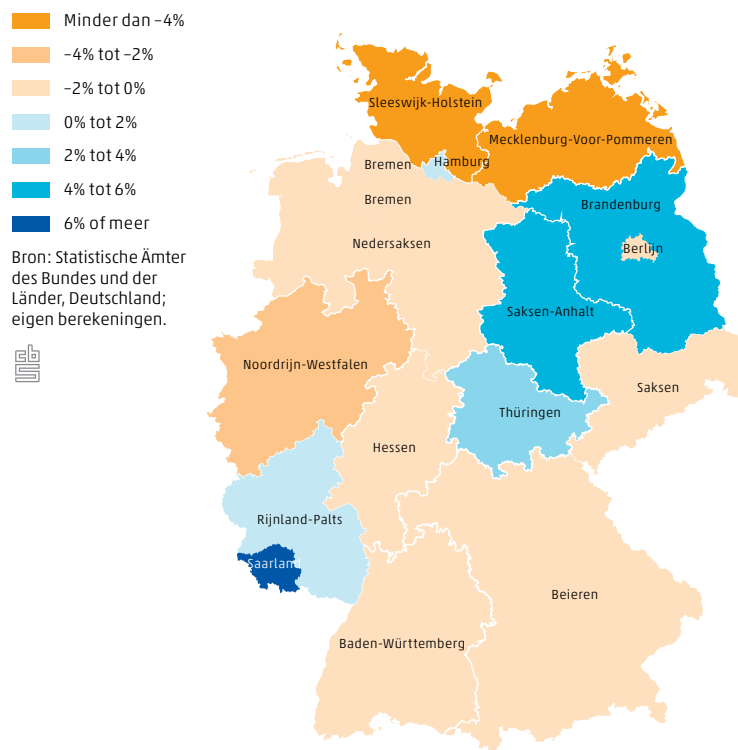 Minder dan –4%
–4% tot –2%
–2% tot 0%
0% tot 2%
2% tot 4%
4% tot 6%
6% of meer
Bron: Statistische Ämter
des Bundes und der
Länder, Deutschland;
eigen berekeningen.
cbs
Sleeswijk-Holstein
Mecklenburg-Voor-Pommeren
Hamburg
Bremen
Bremen
Brandenburg
Nedersaksen
Berlijn
Saksen-Anhalt
Noordrijn-Westfalen
Saksen
Thüringen
Hessen
Rijnland-Palts
Saarland
Beieren
Baden-Württemberg